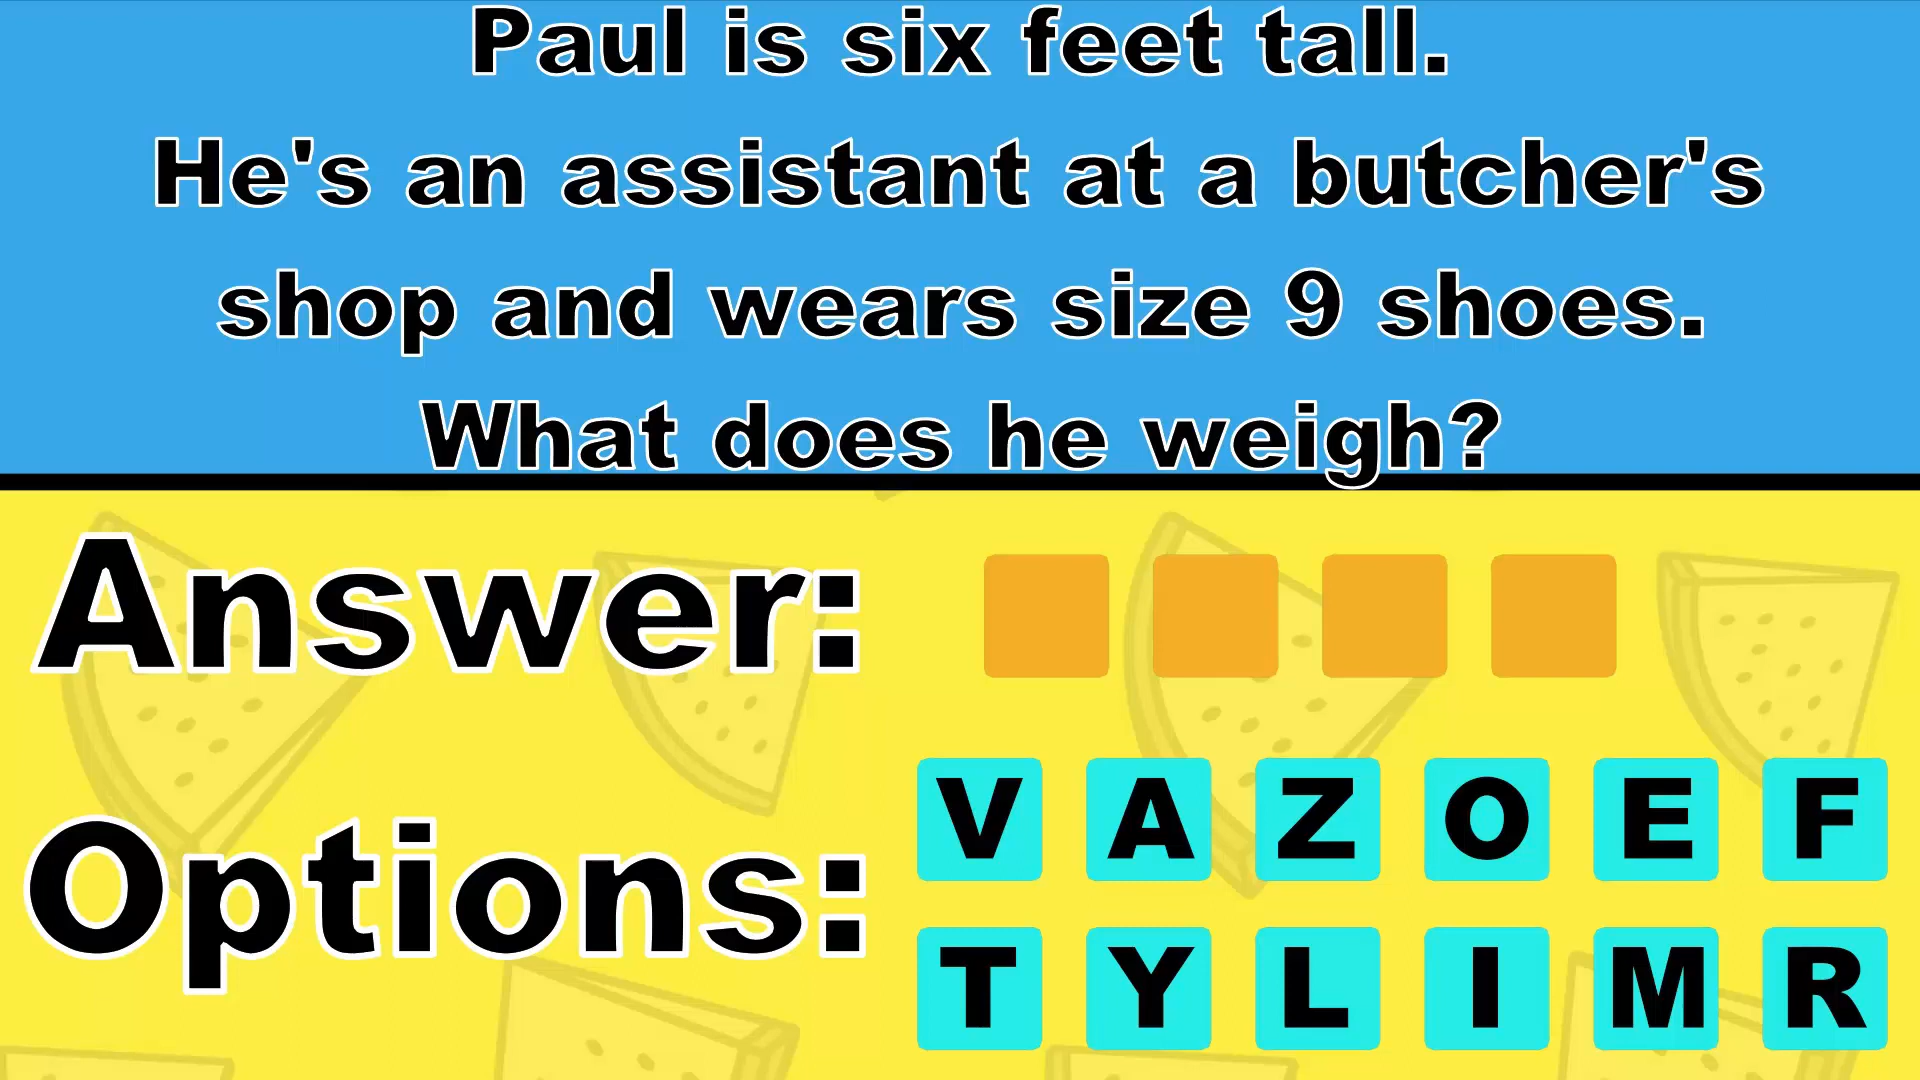 Paul is six feet tall.
He's an assistant at a butcher's
shop and wears size 9 shoes.
What does he weigh?
Answer:
Options:
V A Z O E F
T Y L I M R